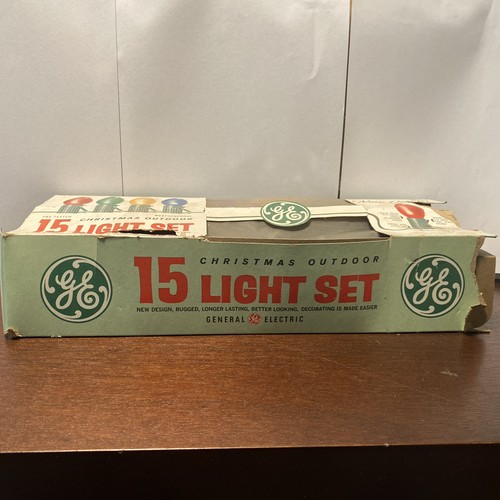 CHRISTMAS OUTDOOR
15 LIGHT SET
GE
GE
CHRISTMAS OUTDOOR
15 LIGHT SET
GE
NEW DESIGN, RUGGED, LONGER LASTING, BETTER LOOKING, DECORATING IS MADE EASIER
GENERAL GE ELECTRIC